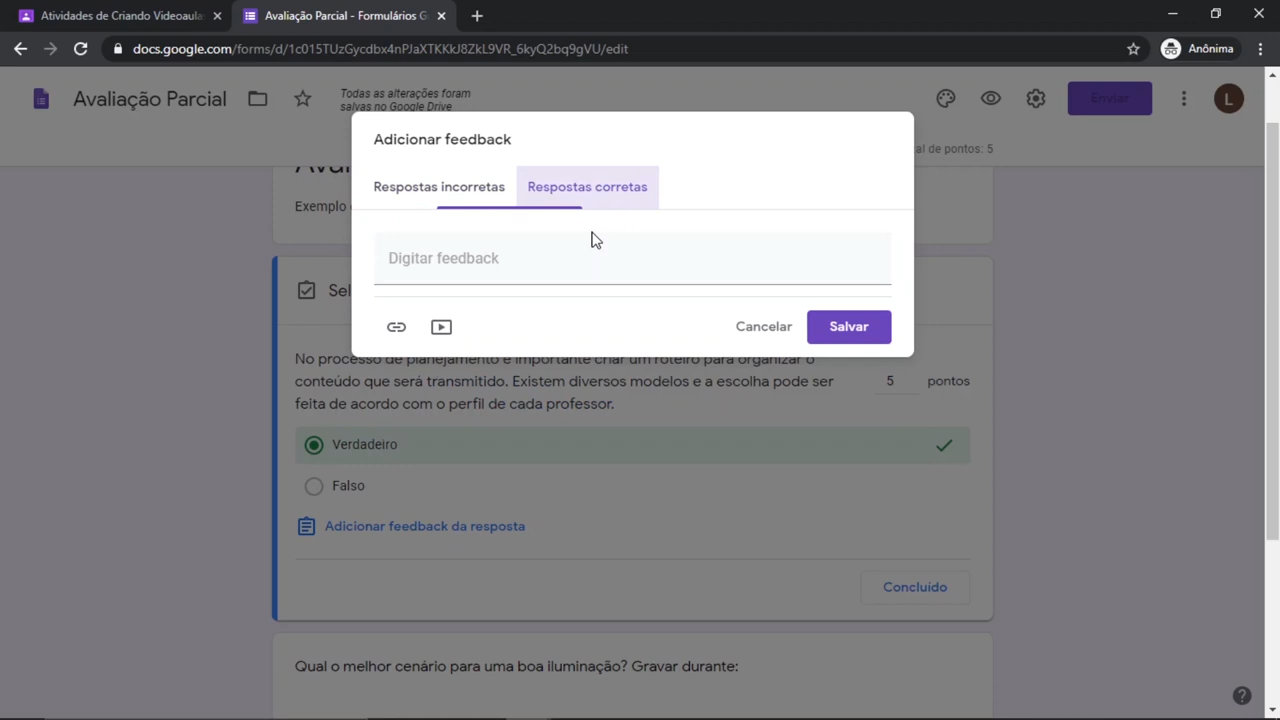 Atividades de Criando Videoaula
Avaliação Parcial - Formulários G
docs.google.com/forms/d/1c015TUzGycdbx4nPJaXTKKkJ8ZkL9VR_6kyQ2bq9gVU/edit
Anônima
Avaliação Parcial
Todas as alterações foram
salvas no Google Drive
Enviar
L
al de pontos: 5
Adicionar feedback
Respostas incorretas
Respostas corretas
Exemplo
Digitar feedback
Sel
Cancelar
Salvar
No processo de planejamento é importante criar um roteiro para organizar o
conteúdo que será transmitido. Existem diversos modelos e a escolha pode ser
feita de acordo com o perfil de cada professor.
5 pontos
Verdadeiro
Falso
Adicionar feedback da resposta
Concluído
Qual o melhor cenário para uma boa iluminação? Gravar durante: